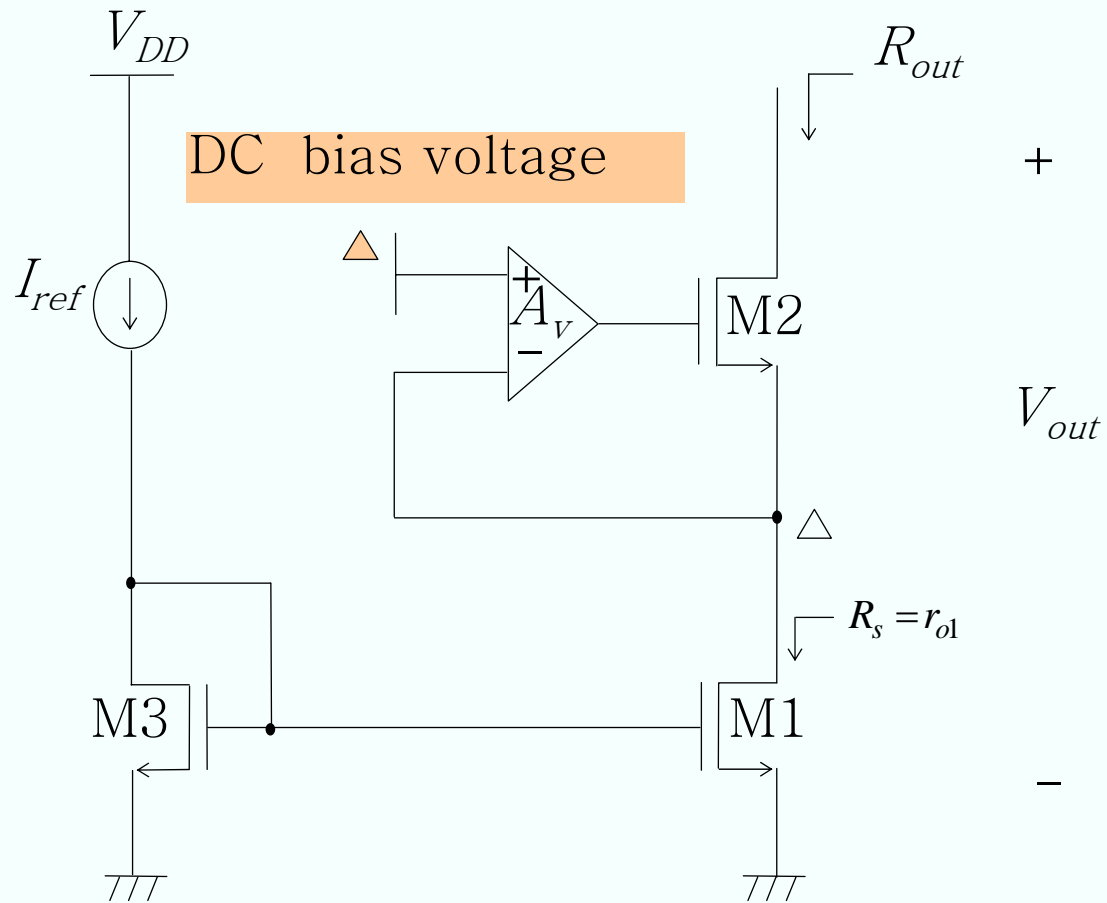 V_DD
R_out
DC bias voltage
+
I_ref
+
A_v
−
M2
V_out
R_s = r_o1
M3
M1
−